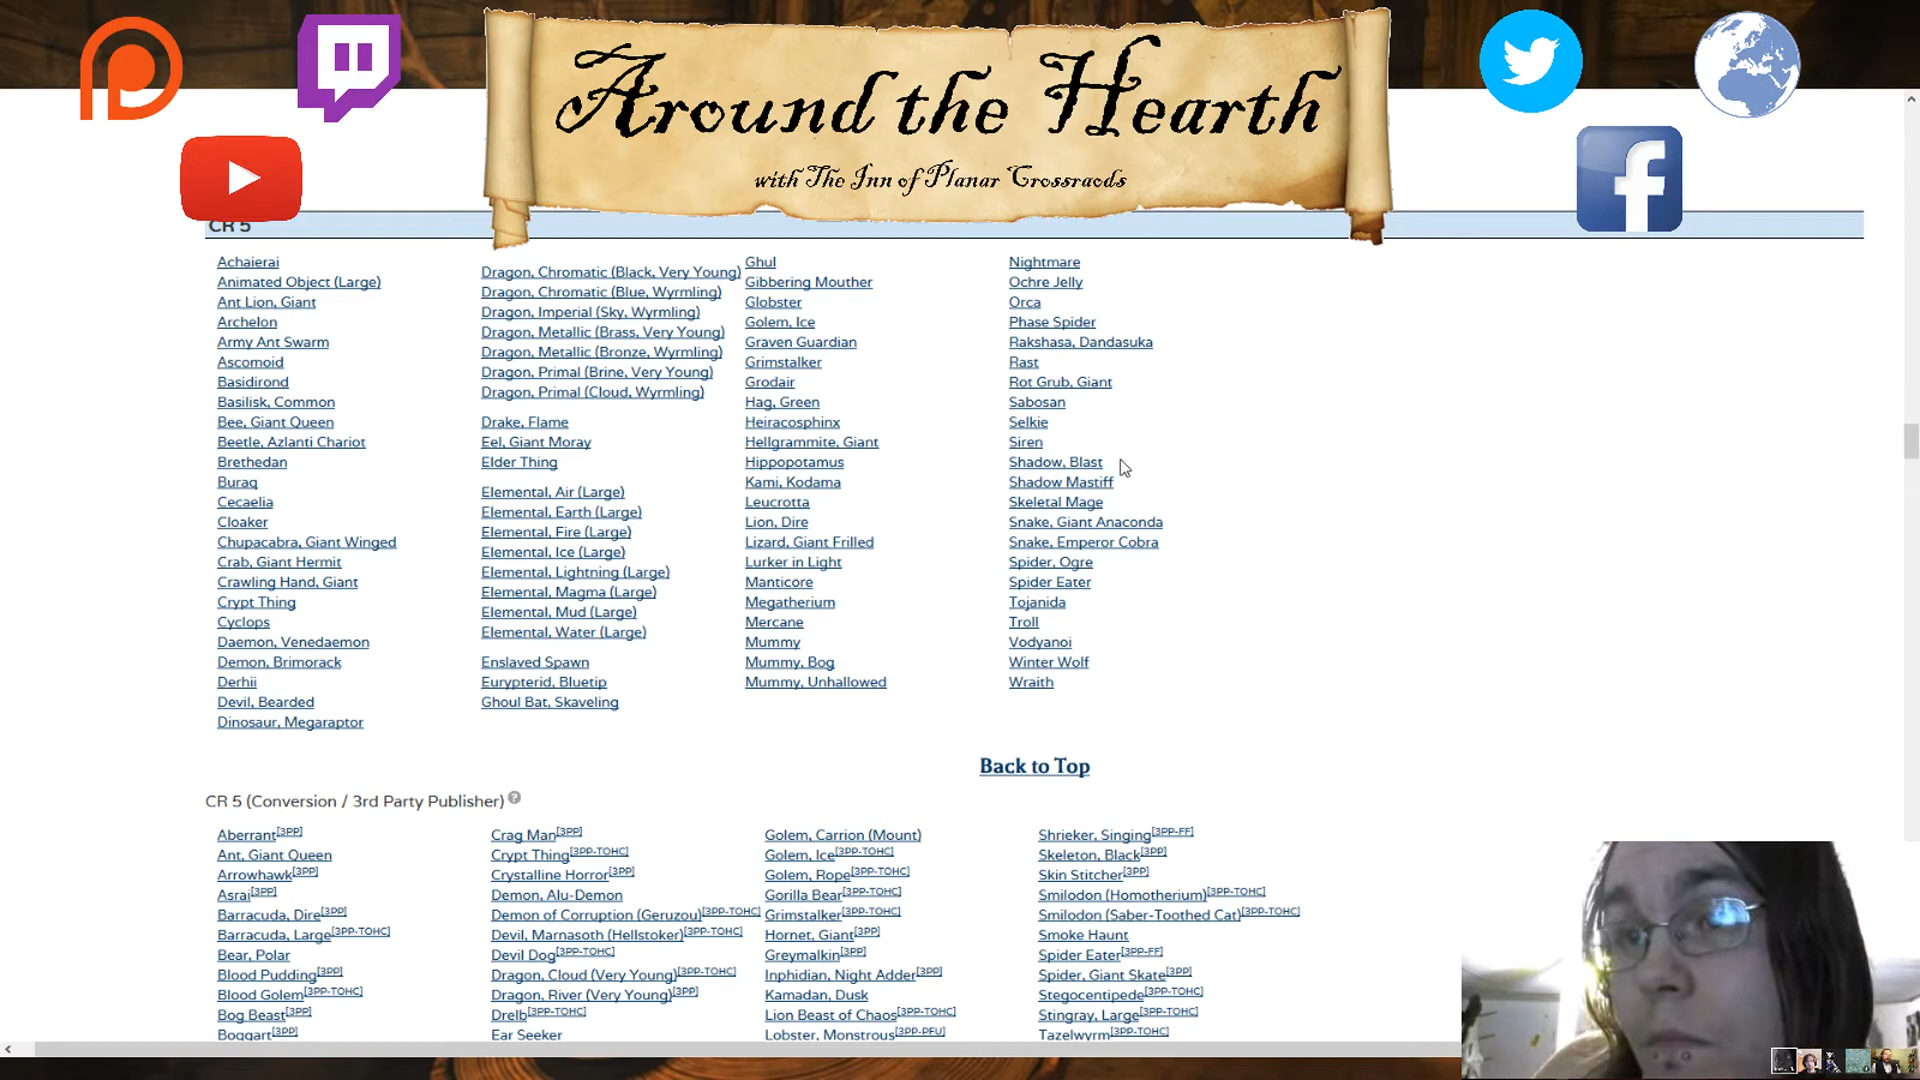 Around the Hearth
with The Inn of Planar Crossraods
CR 5
Achaierai
Animated Object (Large)
Ant Lion, Giant
Archelon
Army Ant Swarm
Ascomoid
Basidirond
Basilisk, Common
Bee, Giant Queen
Beetle, Azlanti Chariot
Brethedan
Buraq
Cecaelia
Cloaker
Chupacabra, Giant Winged
Crab, Giant Hermit
Crawling Hand, Giant
Crypt Thing
Cyclops
Daemon, Venedaemon
Demon, Brimorack
Derhii
Devil, Bearded
Dinosaur, Megaraptor
Dragon, Chromatic (Black, Very Young)
Dragon, Chromatic (Blue, Wyrmling)
Dragon, Imperial (Sky, Wyrmling)
Dragon, Metallic (Brass, Very Young)
Dragon, Metallic (Bronze, Wyrmling)
Dragon, Primal (Brine, Very Young)
Dragon, Primal (Cloud, Wyrmling)
Drake, Flame
Eel, Giant Moray
Elder Thing
Elemental, Air (Large)
Elemental, Earth (Large)
Elemental, Fire (Large)
Elemental, Ice (Large)
Elemental, Lightning (Large)
Elemental, Magma (Large)
Elemental, Mud (Large)
Elemental, Water (Large)
Enslaved Spawn
Eurypterid, Bluetip
Ghoul Bat, Skaveling
Ghul
Gibbering Mouther
Globster
Golem, Ice
Graven Guardian
Grimstalker
Grodair
Hag, Green
Heiracosphinx
Hellgrammite, Giant
Hippopotamus
Kami, Kodama
Leucrotta
Lion, Dire
Lizard, Giant Frilled
Lurker in Light
Manticore
Megatherium
Mercane
Mummy
Mummy, Bog
Mummy, Unhallowed
Nightmare
Ochre Jelly
Orca
Phase Spider
Rakshasa, Dandasuka
Rast
Rot Grub, Giant
Sabosan
Selkie
Siren
Shadow, Blast
Shadow Mastiff
Skeletal Mage
Snake, Giant Anaconda
Snake, Emperor Cobra
Spider, Ogre
Spider Eater
Tojanida
Troll
Vodyanoi
Winter Wolf
Wraith
Back to Top
CR 5 (Conversion / 3rd Party Publisher) ?
Aberrant[3PP]
Ant, Giant Queen
Arrowhawk[3PP]
Asrai[3PP]
Barracuda, Dire[3PP]
Barracuda, Large[3PP-TOHC]
Bear, Polar
Blood Pudding[3PP]
Blood Golem[3PP-TOHC]
Bog Beast[3PP]
Boggart[3PP]
Crag Man[3PP]
Crypt Thing[3PP-TOHC]
Crystalline Horror[3PP]
Demon, Alu-Demon
Demon of Corruption (Geruzou)[3PP-TOHC]
Devil, Marnasoth (Hellstoker)[3PP-TOHC]
Devil Dog[3PP-TOHC]
Dragon, Cloud (Very Young)[3PP-TOHC]
Dragon, River (Very Young)[3PP]
Drelb[3PP-TOHC]
Ear Seeker
Golem, Carrion (Mount)
Golem, Ice[3PP-TOHC]
Golem, Rope[3PP-TOHC]
Gorilla Bear[3PP-TOHC]
Grimstalker[3PP-TOHC]
Hornet, Giant[3PP]
Greymalkin[3PP]
Inphidian, Night Adder[3PP]
Kamadan, Dusk
Lion Beast of Chaos[3PP-TOHC]
Lobster, Monstrous[3PP-PFU]
Shrieker, Singing[3PP-FF]
Skeleton, Black[3PP]
Skin Stitcher[3PP]
Smilodon (Homotherium)[3PP-TOHC]
Smilodon (Saber-Toothed Cat)[3PP-TOHC]
Smoke Haunt
Spider Eater[3PP-FF]
Spider, Giant Skate[3PP]
Stegocentipede[3PP-TOHC]
Stingray, Large[3PP-TOHC]
Tazelwyrm[3PP-TOHC]